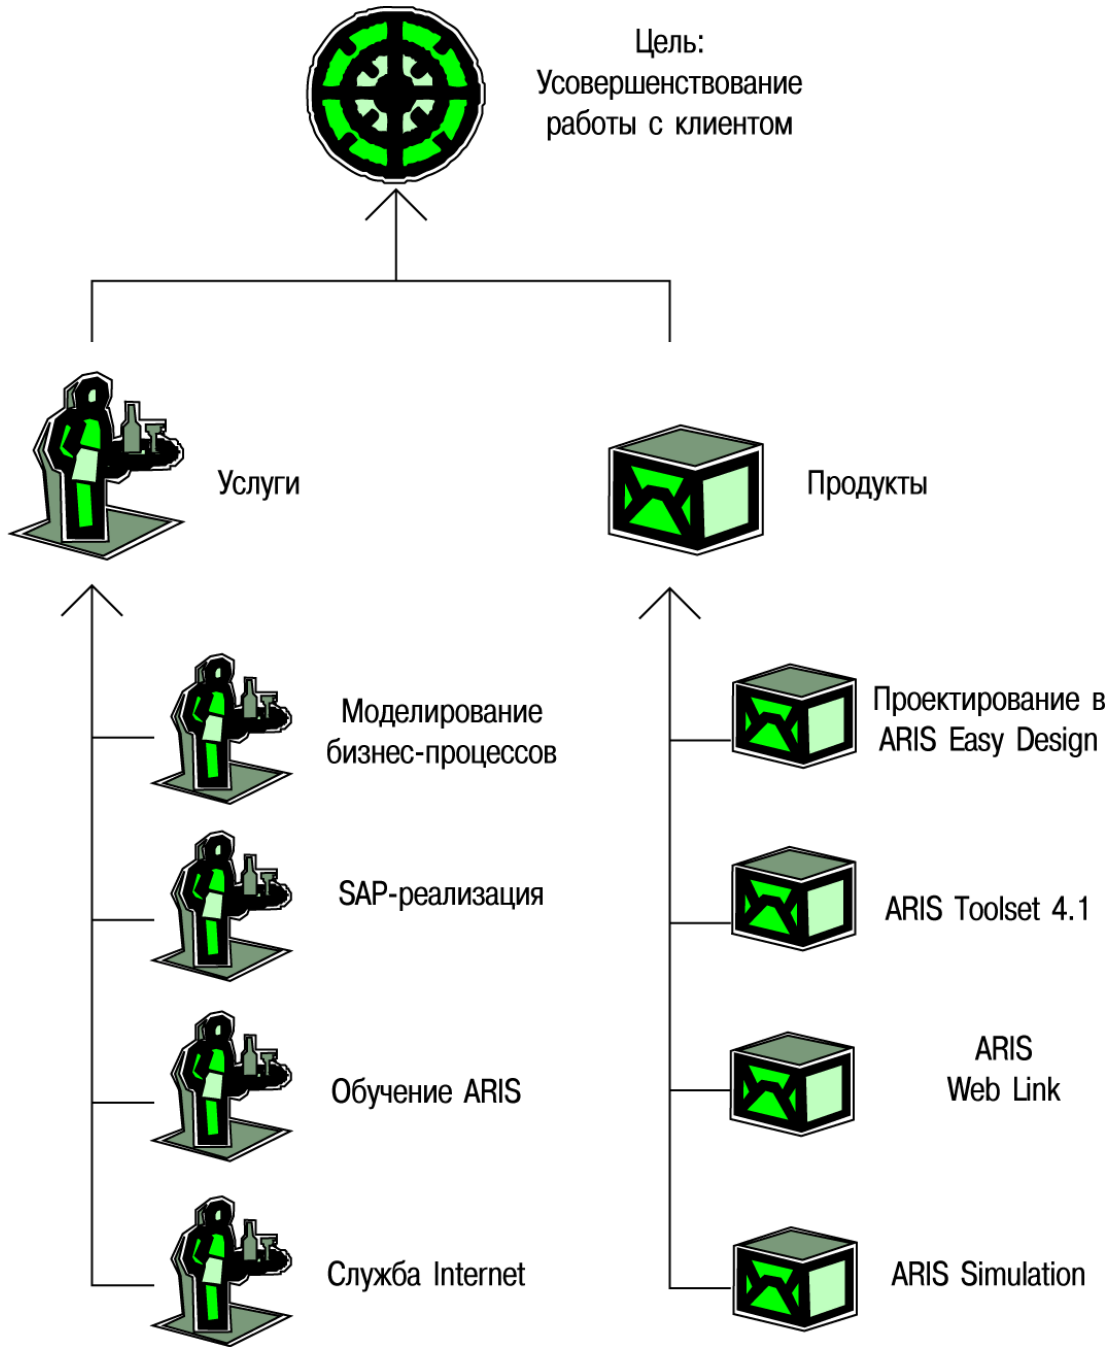 Цель:
Усовершенствование
работы с клиентом
Услуги
Продукты
Моделирование
бизнес-процессов
SAP-реализация
Обучение ARIS
Служба Internet
Проектирование в
ARIS Easy Design
ARIS Toolset 4.1
ARIS
Web Link
ARIS Simulation